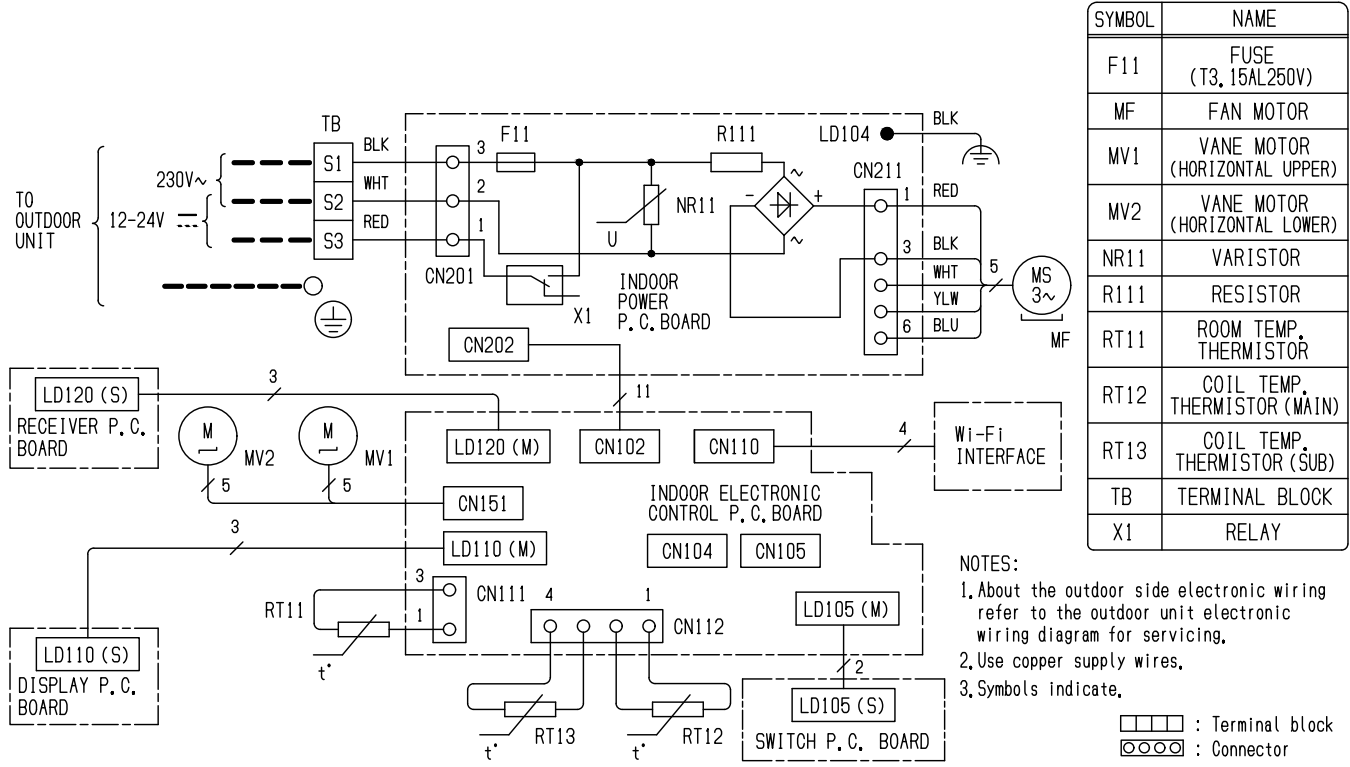 SYMBOL NAME
F11 FUSE
(T3.15AL250V)
MF FAN MOTOR
MV1 VANE MOTOR
(HORIZONTAL UPPER)
MV2 VANE MOTOR
(HORIZONTAL LOWER)
NR11 VARISTOR
R111 RESISTOR
RT11 ROOM TEMP.
THERMISTOR
RT12 COIL TEMP.
THERMISTOR (MAIN)
RT13 COIL TEMP.
THERMISTOR (SUB)
TB TERMINAL BLOCK
X1 RELAY
TO
OUTDOOR
UNIT
230V~
12-24V
TB
S1
S2
S3
BLK
WHT
RED
3
2
1
CN201
F11
R111
LD104
BLK
NR11
U
X1
~
~
-
+
INDOOR
POWER
P.C.BOARD
CN211
1
3
6
RED
BLK
WHT
YLW
BLU
5
MS
3~
MF
CN202
11
LD120 (S)
RECEIVER P.C.
BOARD
3
M
MV2
5
M
MV1
5
LD120 (M)
CN102
CN110
4
Wi-Fi
INTERFACE
CN151
INDOOR ELECTRONIC
CONTROL P.C.BOARD
LD110 (M)
3
CN104
CN105
LD110 (S)
DISPLAY P.C.
BOARD
RT11
t°
3
1
CN111
4
1
CN112
RT13
t°
RT12
t°
LD105 (M)
2
LD105 (S)
SWITCH P.C. BOARD
NOTES:
1.About the outdoor side electronic wiring
refer to the outdoor unit electronic
wiring diagram for servicing.
2.Use copper supply wires.
3.Symbols indicate.
: Terminal block
: Connector